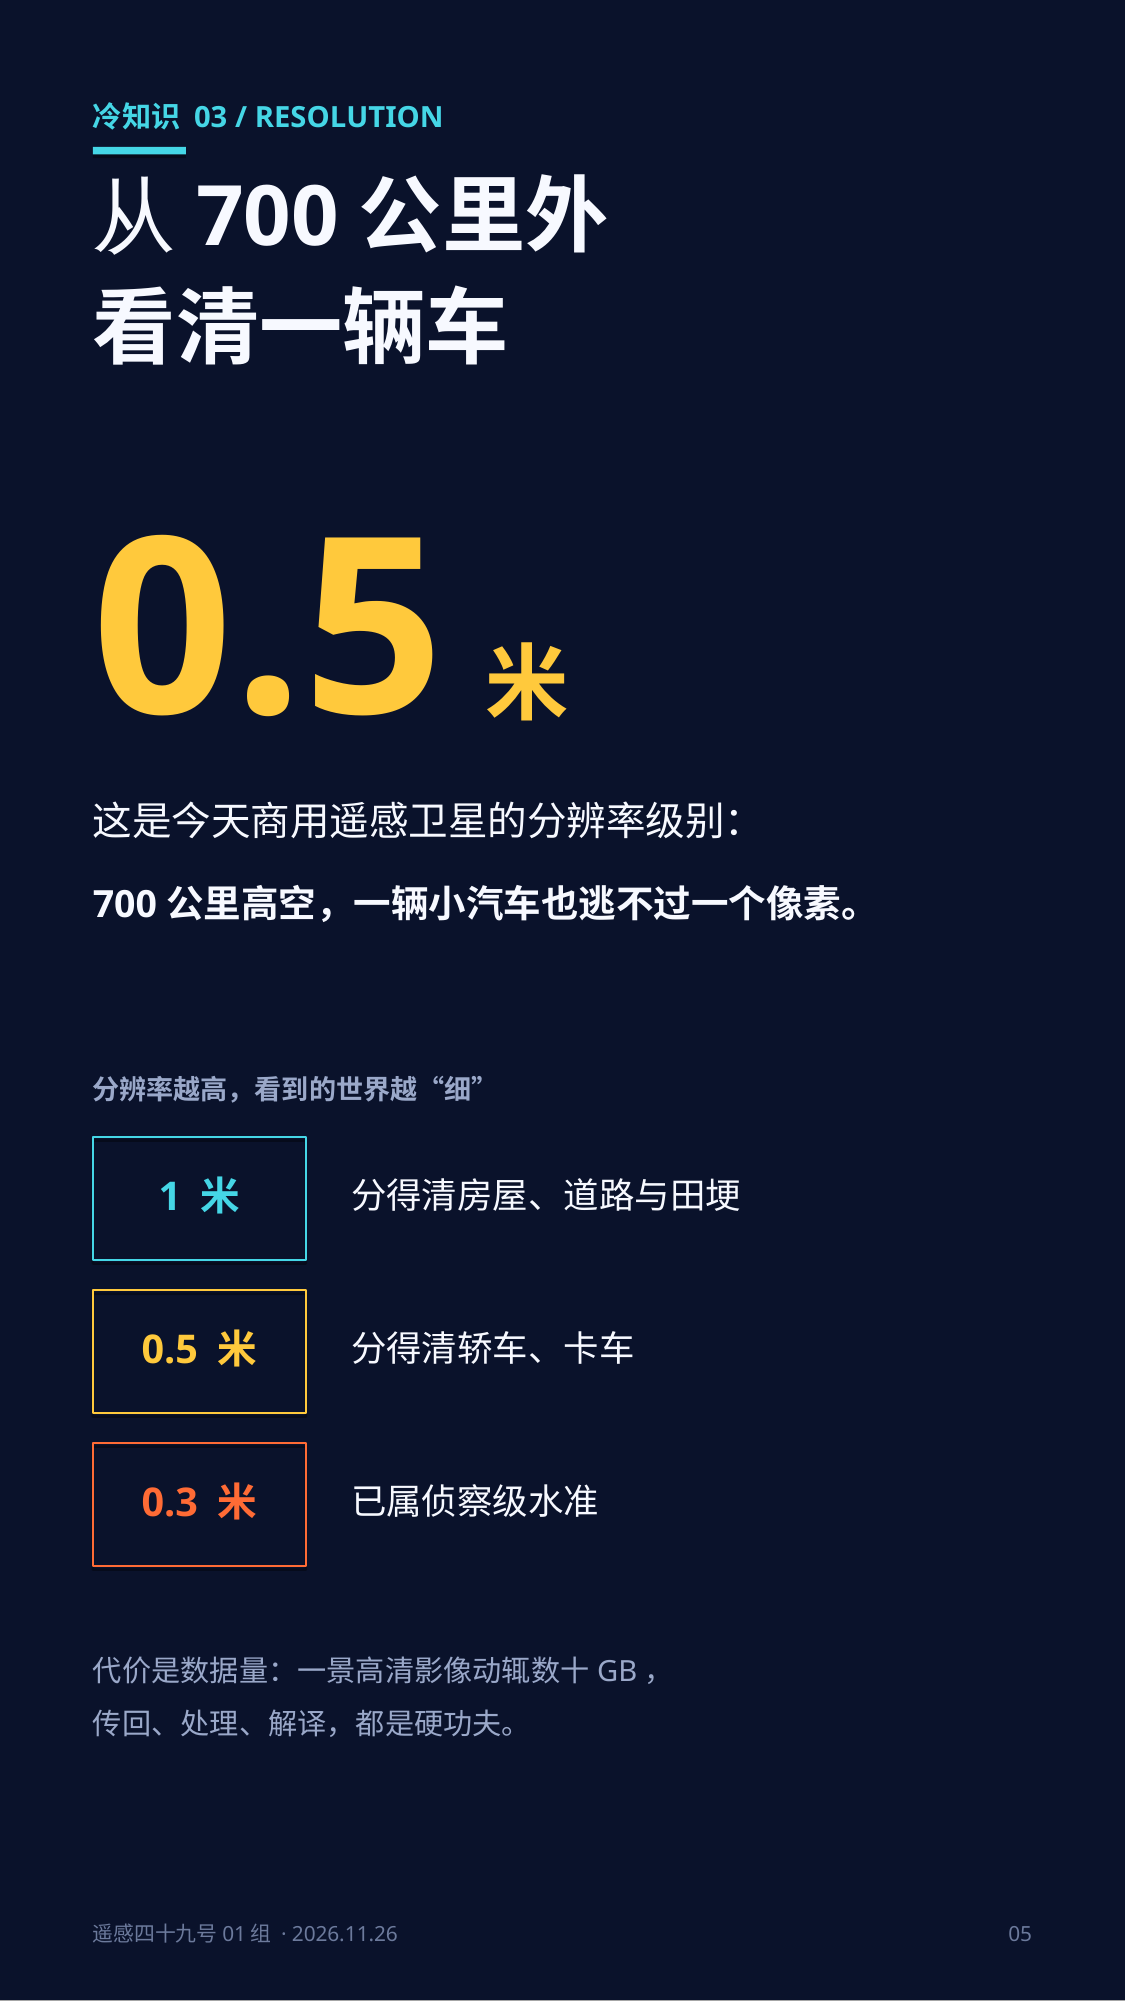 冷知识 03 / RESOLUTION
从 700 公里外
看清一辆车
0.5 米
这是今天商用遥感卫星的分辨率级别：
700 公里高空，一辆小汽车也逃不过一个像素。
分辨率越高，看到的世界越“细”
1 米
分得清房屋、道路与田埂
0.5 米
分得清轿车、卡车
0.3 米
已属侦察级水准
代价是数据量：一景高清影像动辄数十 GB，
传回、处理、解译，都是硬功夫。
遥感四十九号 01 组 · 2026.11.26
05